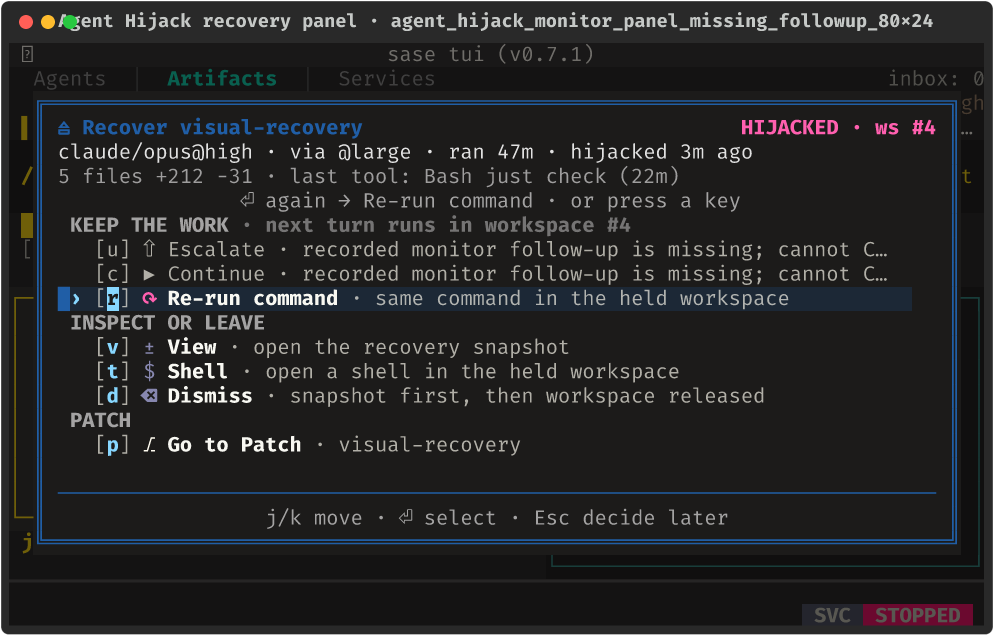 Agent Hijack recovery panel · agent_hijack_monitor_panel_missing_followup_80×24
sase tui (v0.7.1)
Agents │ Artifacts │ Services inbox: 0
gh
⏏ Recover visual-recovery HIJACKED · ws #4
claude/opus@high · via @large · ran 47m · hijacked 3m ago
5 files +212 -31 · last tool: Bash just check (22m)
⏎ again → Re-run command · or press a key
KEEP THE WORK · next turn runs in workspace #4
[u] ⇧ Escalate · recorded monitor follow-up is missing; cannot C…
[c] ▶ Continue · recorded monitor follow-up is missing; cannot C…
› [r] ⟳ Re-run command · same command in the held workspace
INSPECT OR LEAVE
[v] ± View · open the recovery snapshot
[t] $ Shell · open a shell in the held workspace
[d] ⌫ Dismiss · snapshot first, then workspace released
PATCH
[p] Go to Patch · visual-recovery
j/k move · ⏎ select · Esc decide later
j
SVC STOPPED